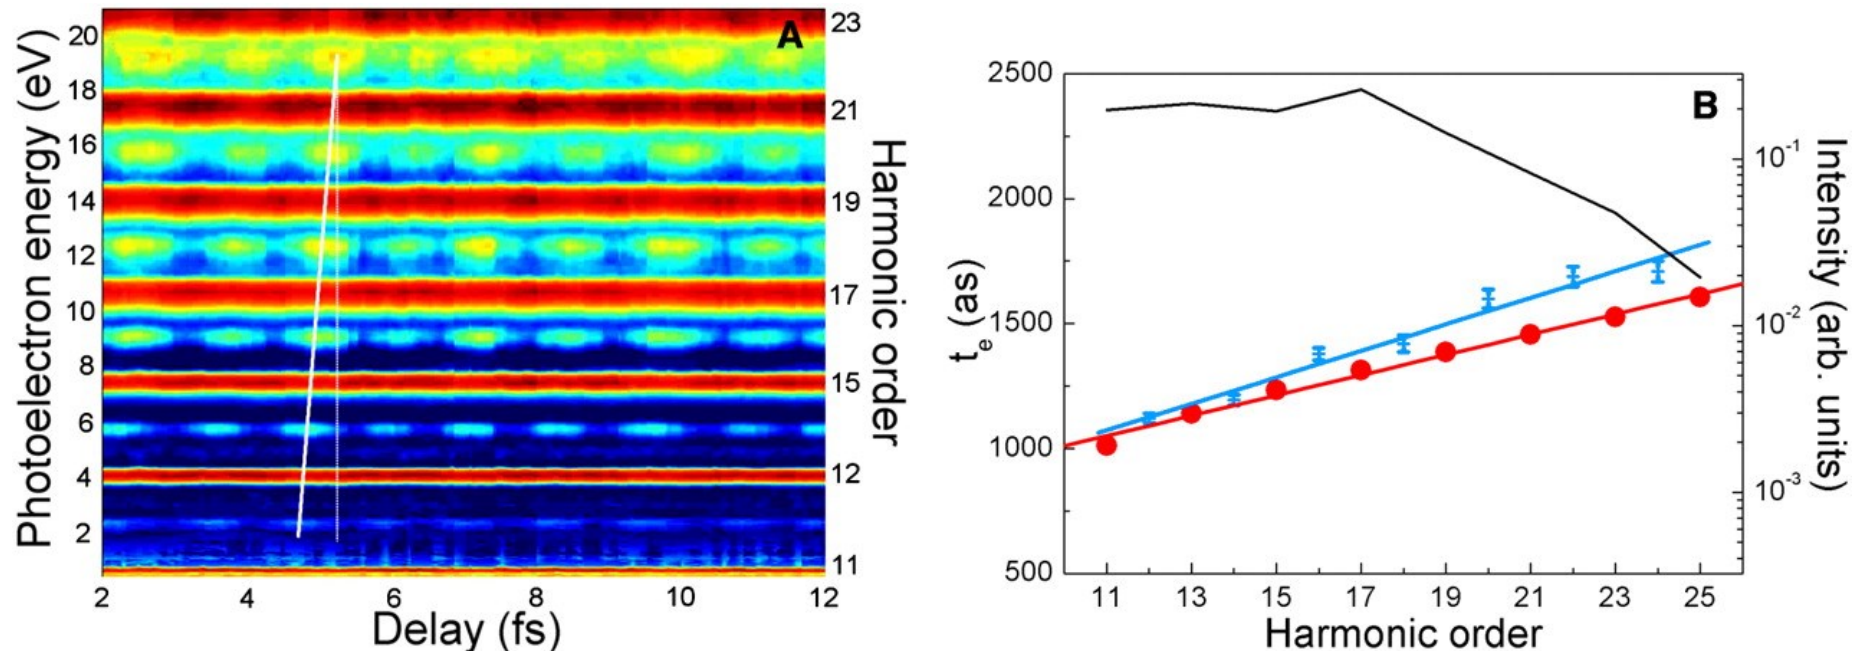 A
Photoelectron energy (eV)
20
18
16
14
12
10
8
6
4
2
23
21
19
17
15
12
11
Harmonic order
2 4 6 8 10 12
Delay (fs)
B
te (as)
2500
2000
1500
1000
500
10-1
10-2
10-3
Intensity (arb. units)
11 13 15 17 19 21 23 25
Harmonic order